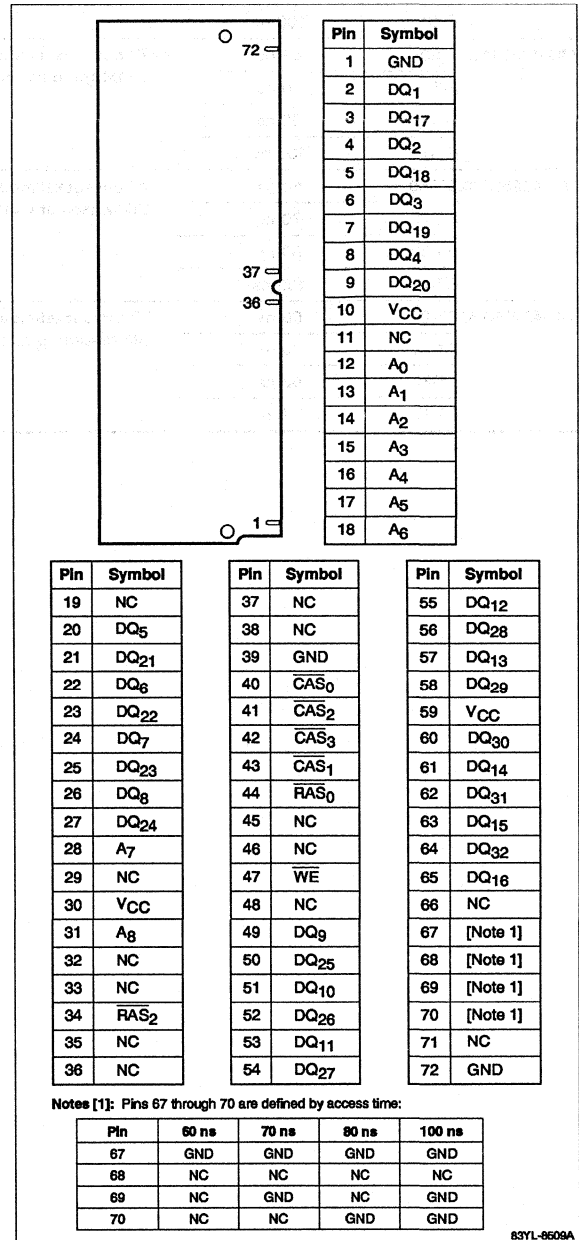 72
37
36
1
Pin Symbol
1 GND
2 DQ1
3 DQ17
4 DQ2
5 DQ18
6 DQ3
7 DQ19
8 DQ4
9 DQ20
10 VCC
11 NC
12 A0
13 A1
14 A2
15 A3
16 A4
17 A5
18 A6
Pin Symbol
19 NC
20 DQ5
21 DQ21
22 DQ6
23 DQ22
24 DQ7
25 DQ23
26 DQ8
27 DQ24
28 A7
29 NC
30 VCC
31 A8
32 NC
33 NC
34 R̅A̅S̅2
35 NC
36 NC
Pin Symbol
37 NC
38 NC
39 GND
40 C̅A̅S̅0
41 C̅A̅S̅2
42 C̅A̅S̅3
43 C̅A̅S̅1
44 R̅A̅S̅0
45 NC
46 NC
47 W̅E̅
48 NC
49 DQ9
50 DQ25
51 DQ10
52 DQ26
53 DQ11
54 DQ27
Pin Symbol
55 DQ12
56 DQ28
57 DQ13
58 DQ29
59 VCC
60 DQ30
61 DQ14
62 DQ31
63 DQ15
64 DQ32
65 DQ16
66 NC
67 [Note 1]
68 [Note 1]
69 [Note 1]
70 [Note 1]
71 NC
72 GND
Notes [1]: Pins 67 through 70 are defined by access time:
Pin 60 ns 70 ns 80 ns 100 ns
67 GND GND GND GND
68 NC NC NC NC
69 NC GND NC GND
70 NC NC GND GND
83YL-8509A